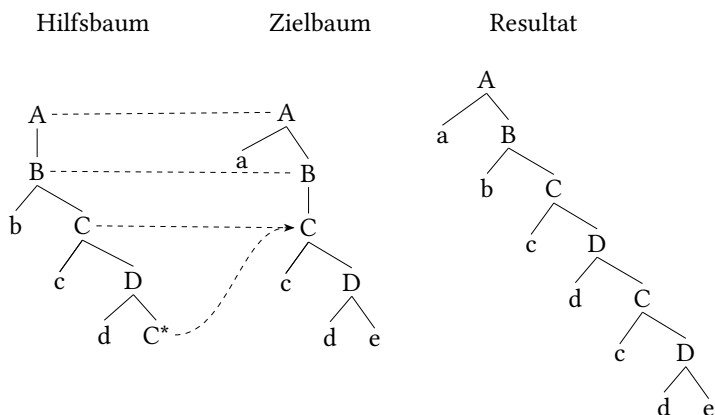 Hilfsbaum Zielbaum Resultat
A
A A
a
a B
B B
b
b C C C
c
c D c D D
d
d C* d e C
c D
d e